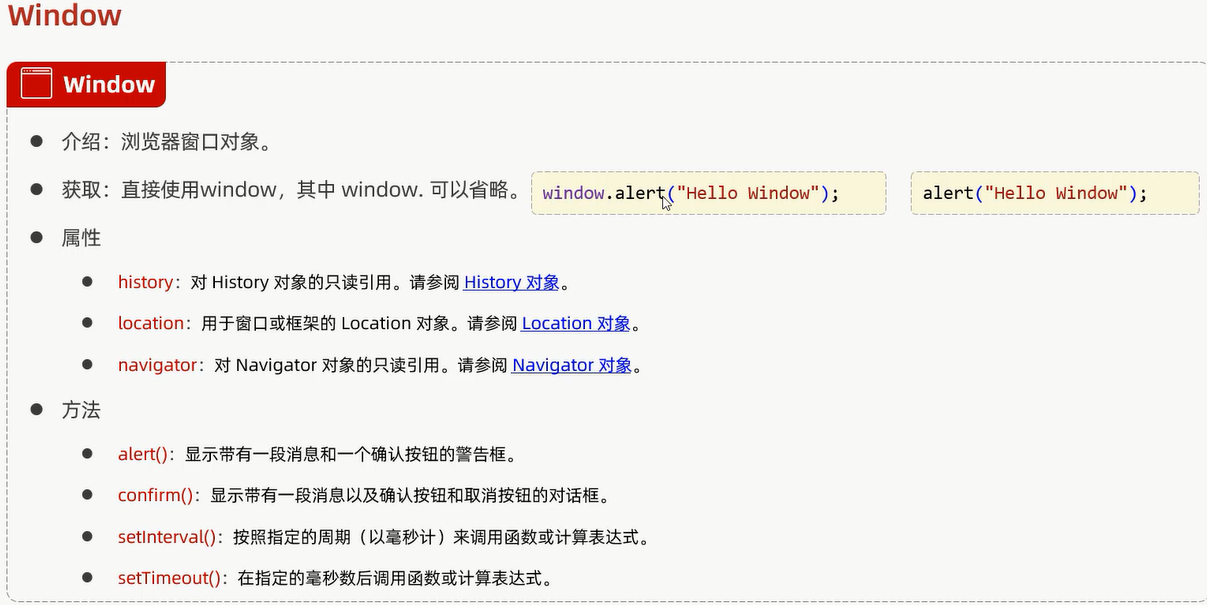 Window
Window
介绍：浏览器窗口对象。
获取：直接使用window，其中 window. 可以省略。 window.alert("Hello Window"); alert("Hello Window");
属性
history：对 History 对象的只读引用。请参阅 History 对象。
location：用于窗口或框架的 Location 对象。请参阅 Location 对象。
navigator：对 Navigator 对象的只读引用。请参阅 Navigator 对象。
方法
alert()：显示带有一段消息和一个确认按钮的警告框。
confirm()：显示带有一段消息以及确认按钮和取消按钮的对话框。
setInterval()：按照指定的周期（以毫秒计）来调用函数或计算表达式。
setTimeout()：在指定的毫秒数后调用函数或计算表达式。